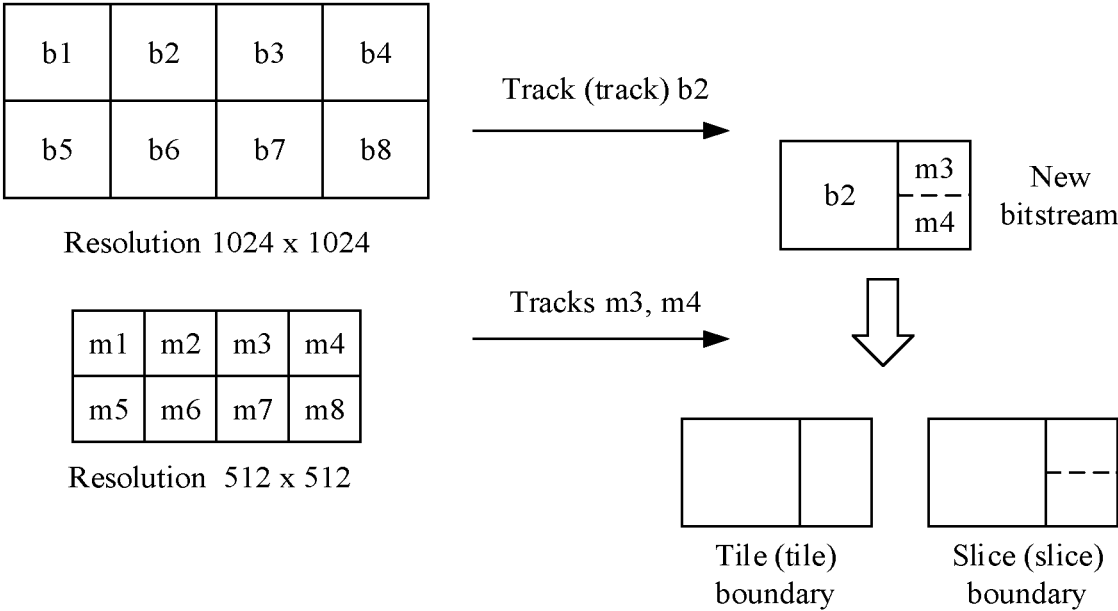 b1 b2 b3 b4
b5 b6 b7 b8
Resolution 1024 x 1024
m1 m2 m3 m4
m5 m6 m7 m8
Resolution 512 x 512
Track (track) b2
Tracks m3, m4
b2
m3
m4
New
bitstream
Tile (tile)
boundary
Slice (slice)
boundary